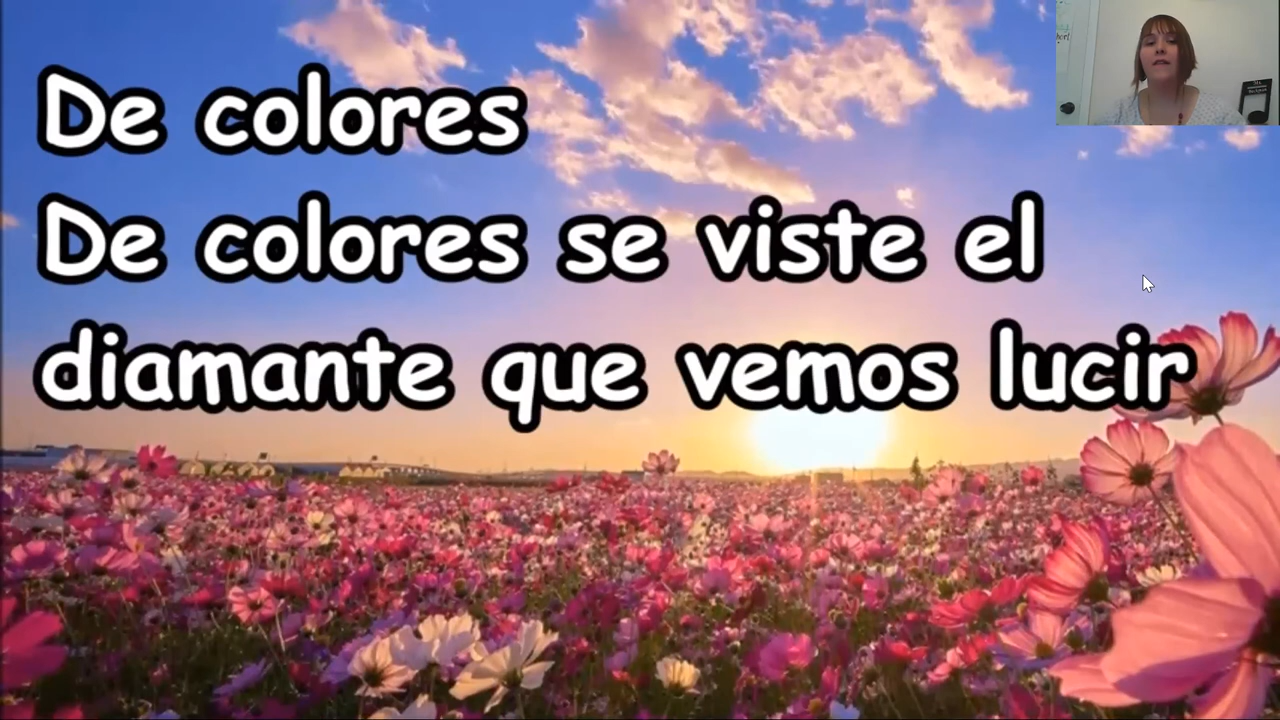 De colores
De colores se viste el
diamante que vemos lucir